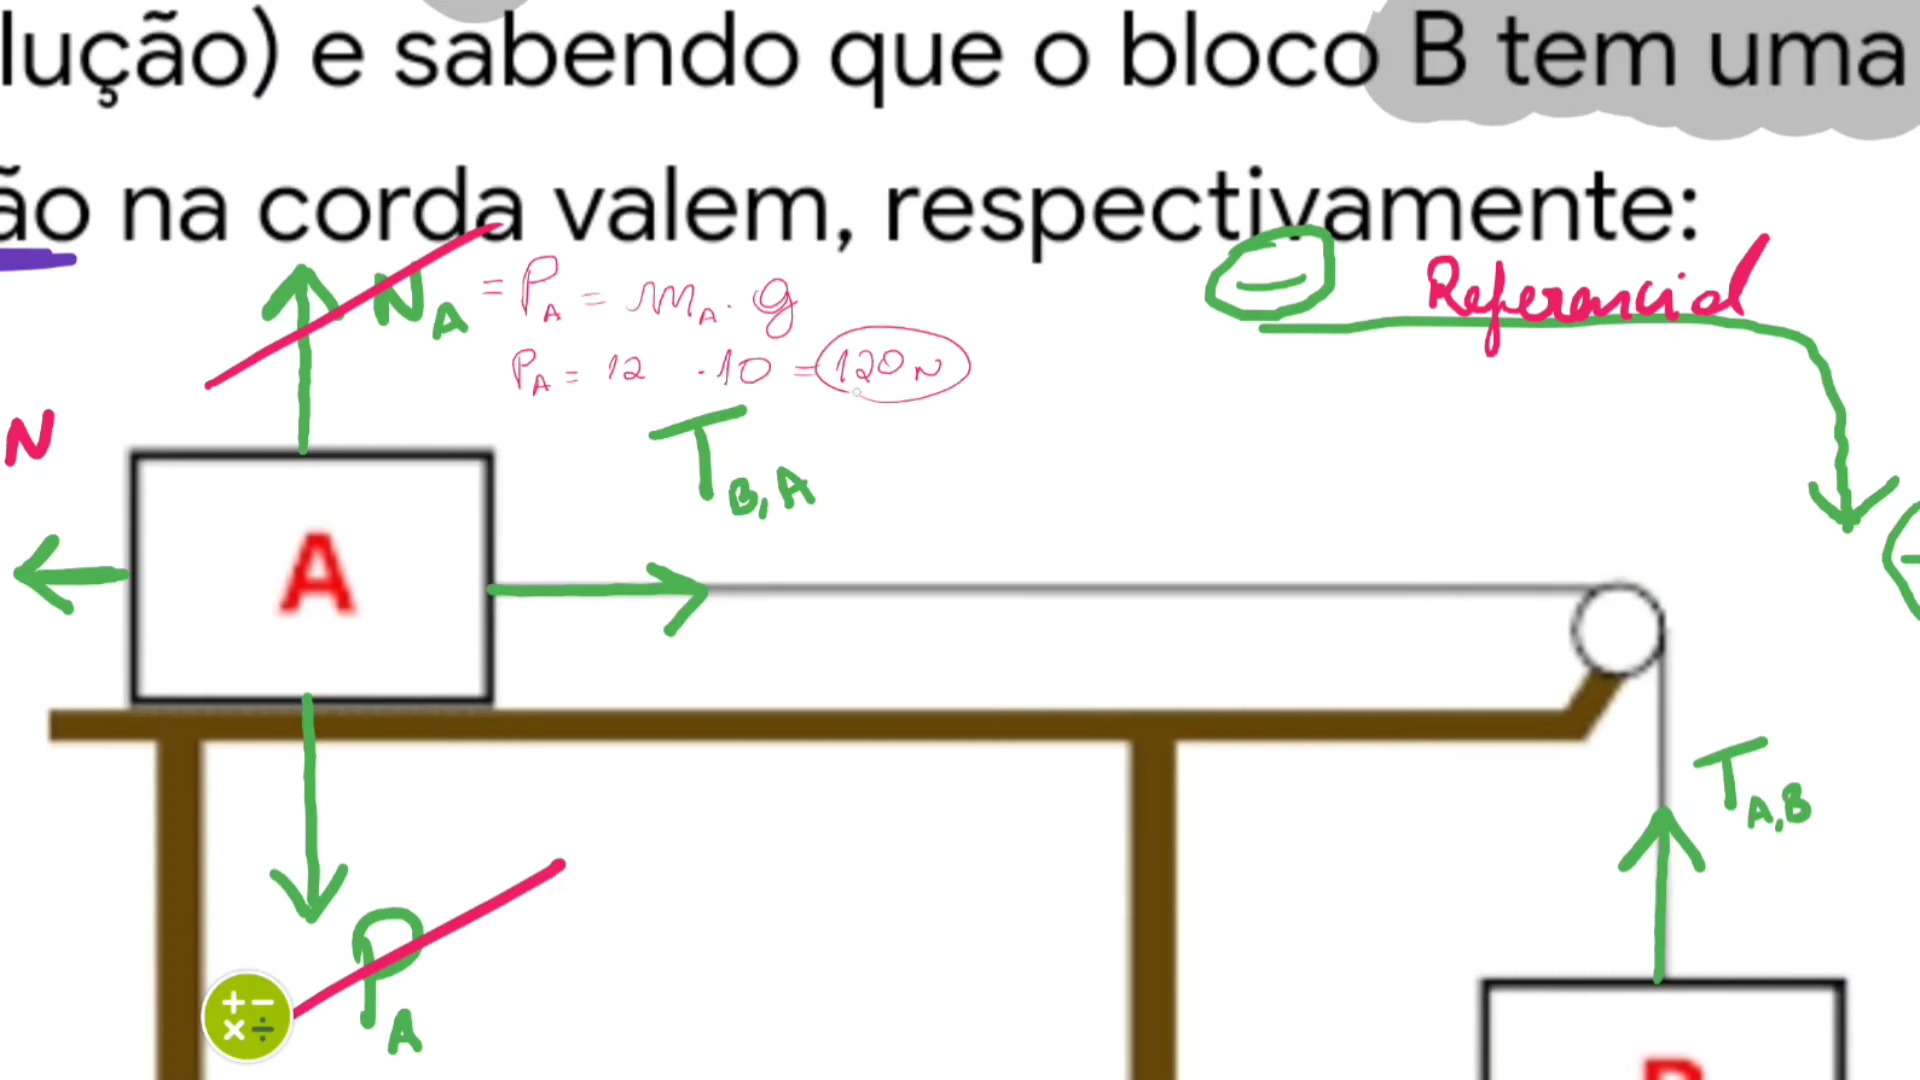 lução) e sabendo que o bloco B tem uma
ão na corda valem, respectivamente:
N_A = P_A = m_A . g
P_A = 12 . 10 = 120 N
Referencial
N
T_B,A
A
T_A,B
P_A
+ −
× ÷
B